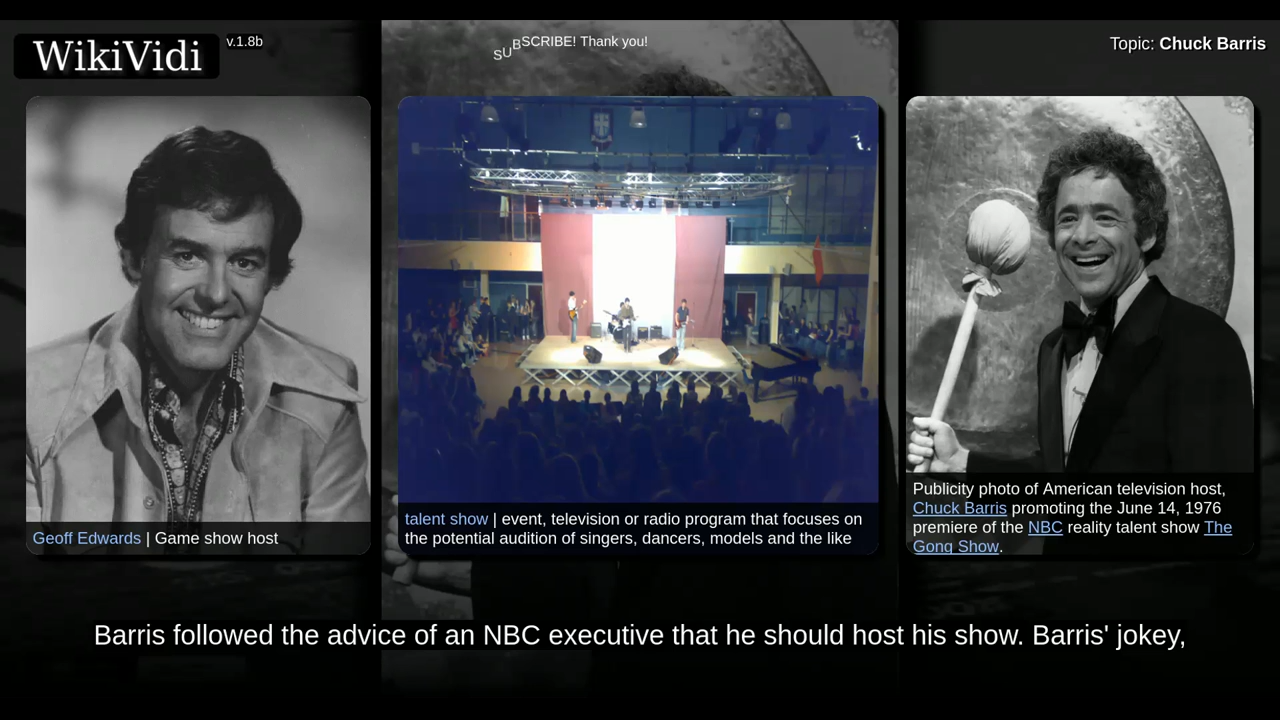 WikiVidi
v.1.8b
SUBSCRIBE! Thank you!
Topic: Chuck Barris
Geoff Edwards | Game show host
talent show | event, television or radio program that focuses on
the potential audition of singers, dancers, models and the like
Publicity photo of American television host,
Chuck Barris promoting the June 14, 1976
premiere of the NBC reality talent show The
Gong Show.
Barris followed the advice of an NBC executive that he should host his show. Barris' jokey,